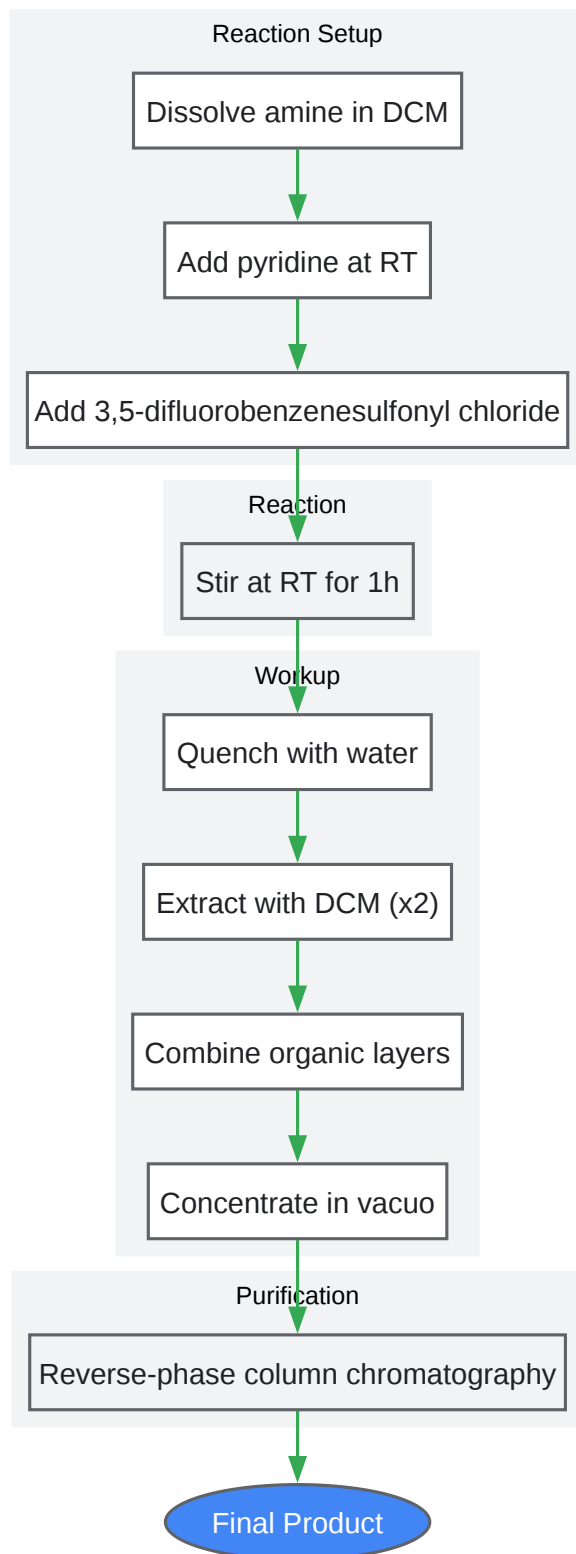 Reaction Setup
Dissolve amine in DCM
Add pyridine at RT
Add 3,5-difluorobenzenesulfonyl chloride
Reaction
Stir at RT for 1h
Workup
Quench with water
Extract with DCM (x2)
Combine organic layers
Concentrate in vacuo
Purification
Reverse-phase column chromatography
Final Product